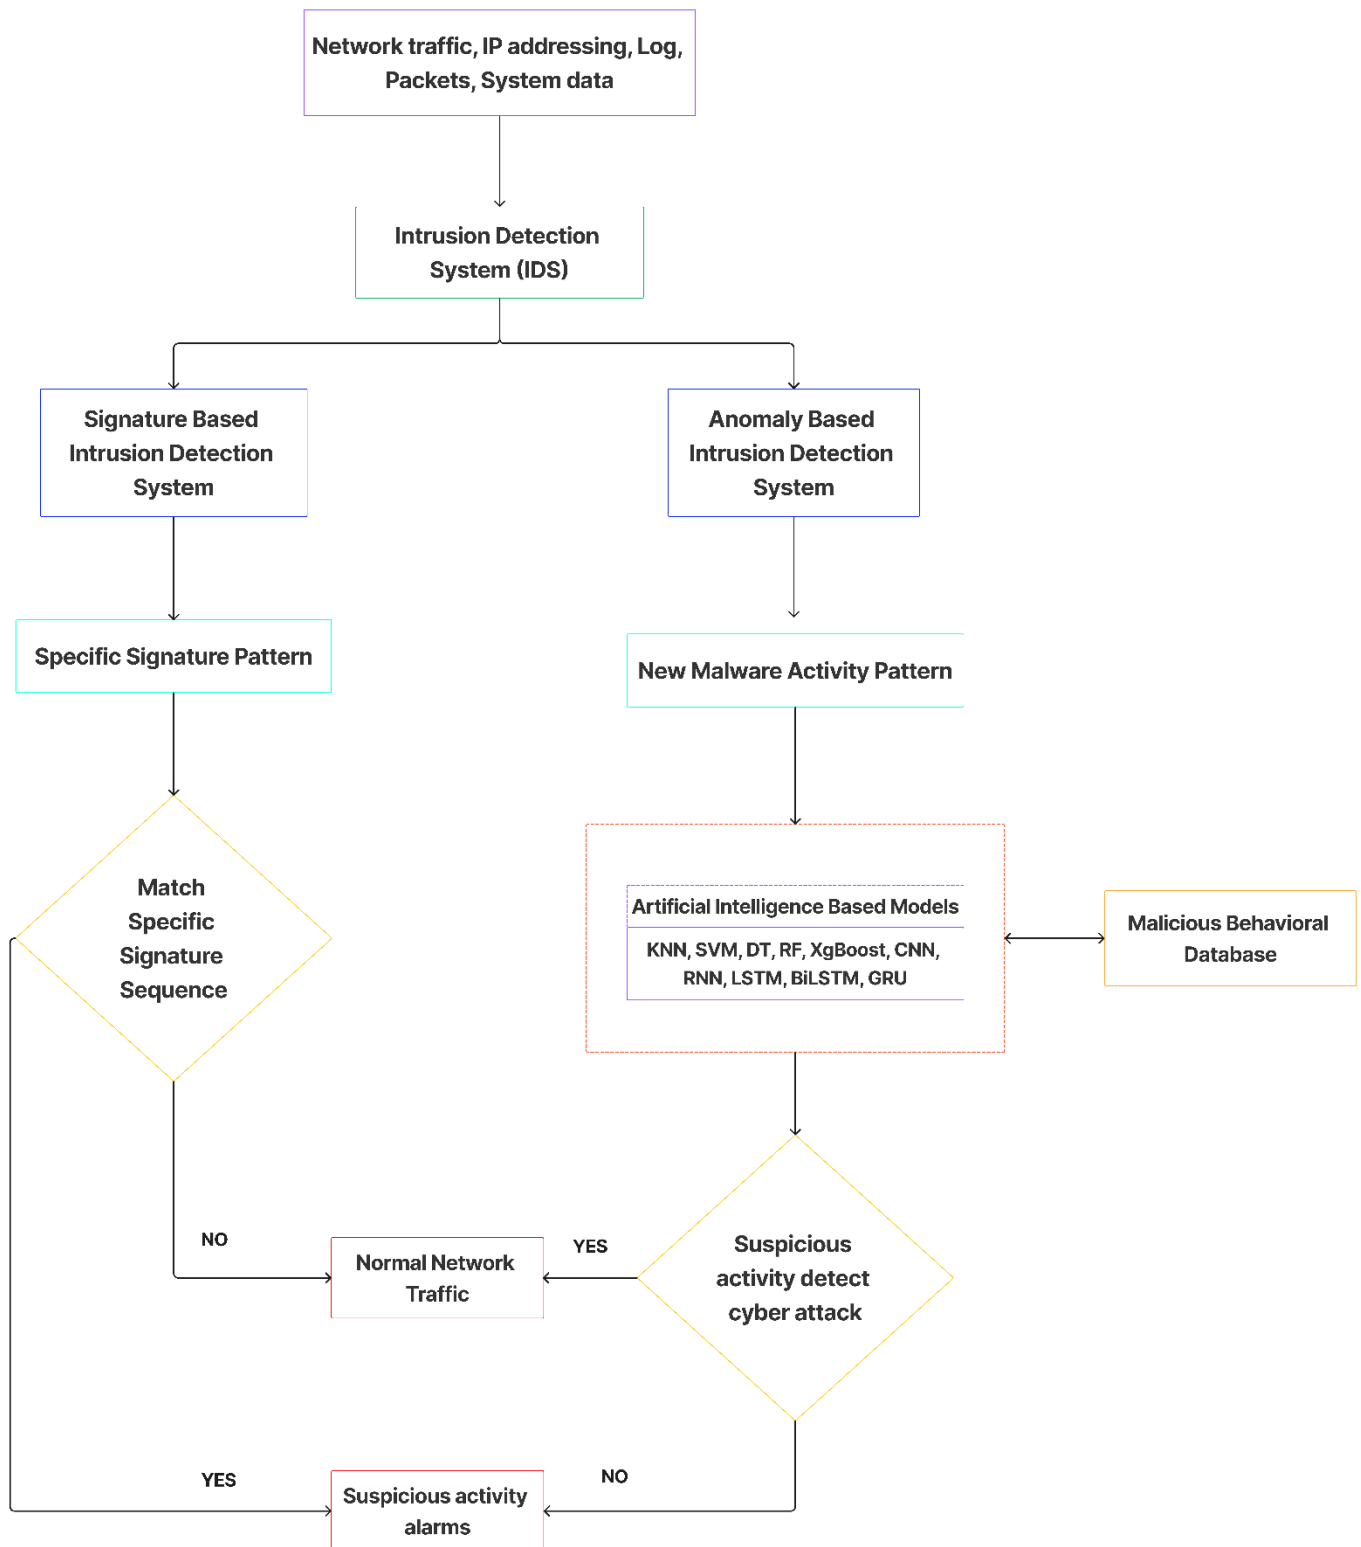 Network traffic, IP addressing, Log,
Packets, System data
Intrusion Detection
System (IDS)
Signature Based
Intrusion Detection
System
Anomaly Based
Intrusion Detection
System
Specific Signature Pattern
New Malware Activity Pattern
Match
Specific
Signature
Sequence
Artificial Intelligence Based Models
KNN, SVM, DT, RF, XgBoost, CNN,
RNN, LSTM, BiLSTM, GRU
Malicious Behavioral
Database
NO
Normal Network
Traffic
YES
Suspicious
activity detect
cyber attack
YES
Suspicious activity
alarms
NO